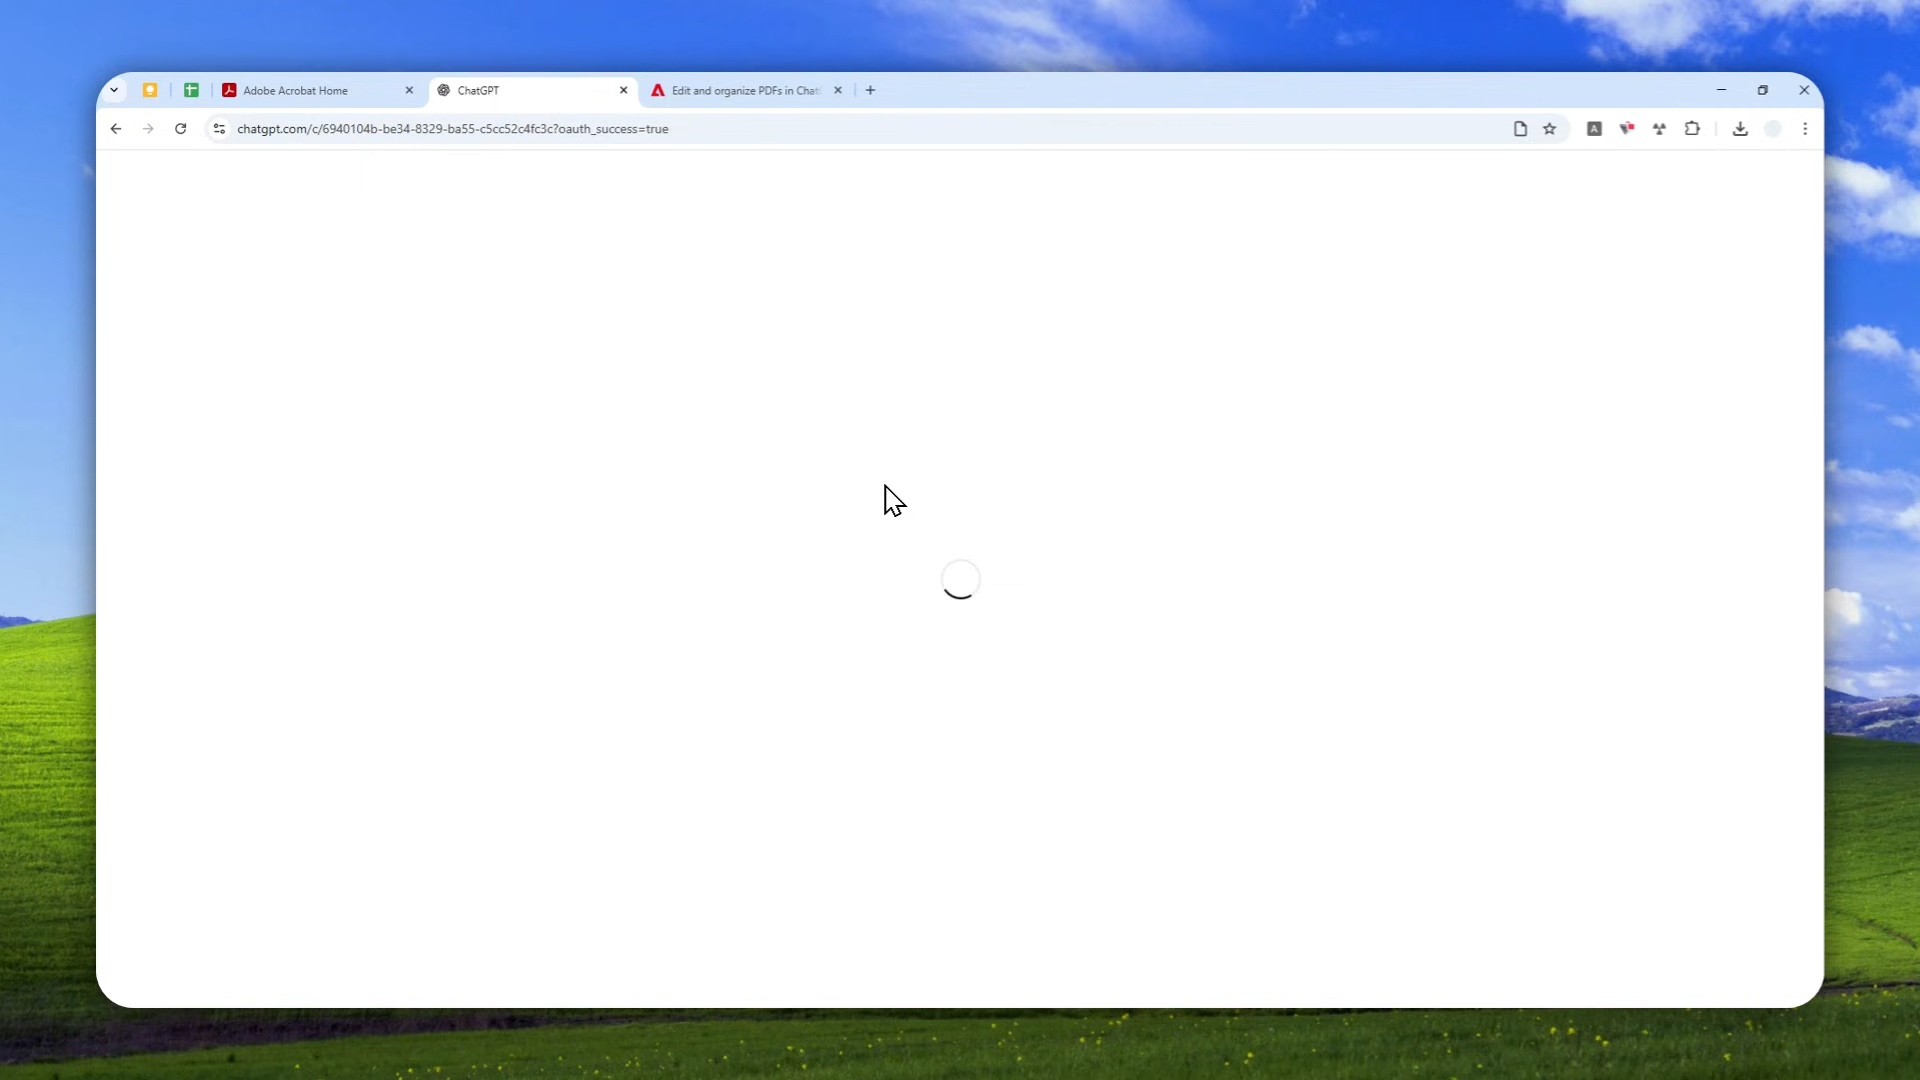 Adobe Acrobat Home
ChatGPT
Edit and organize PDFs in Chat
chatgpt.com/c/6940104b-be34-8329-ba55-c5cc52c4fc3c?oauth_success=true
A